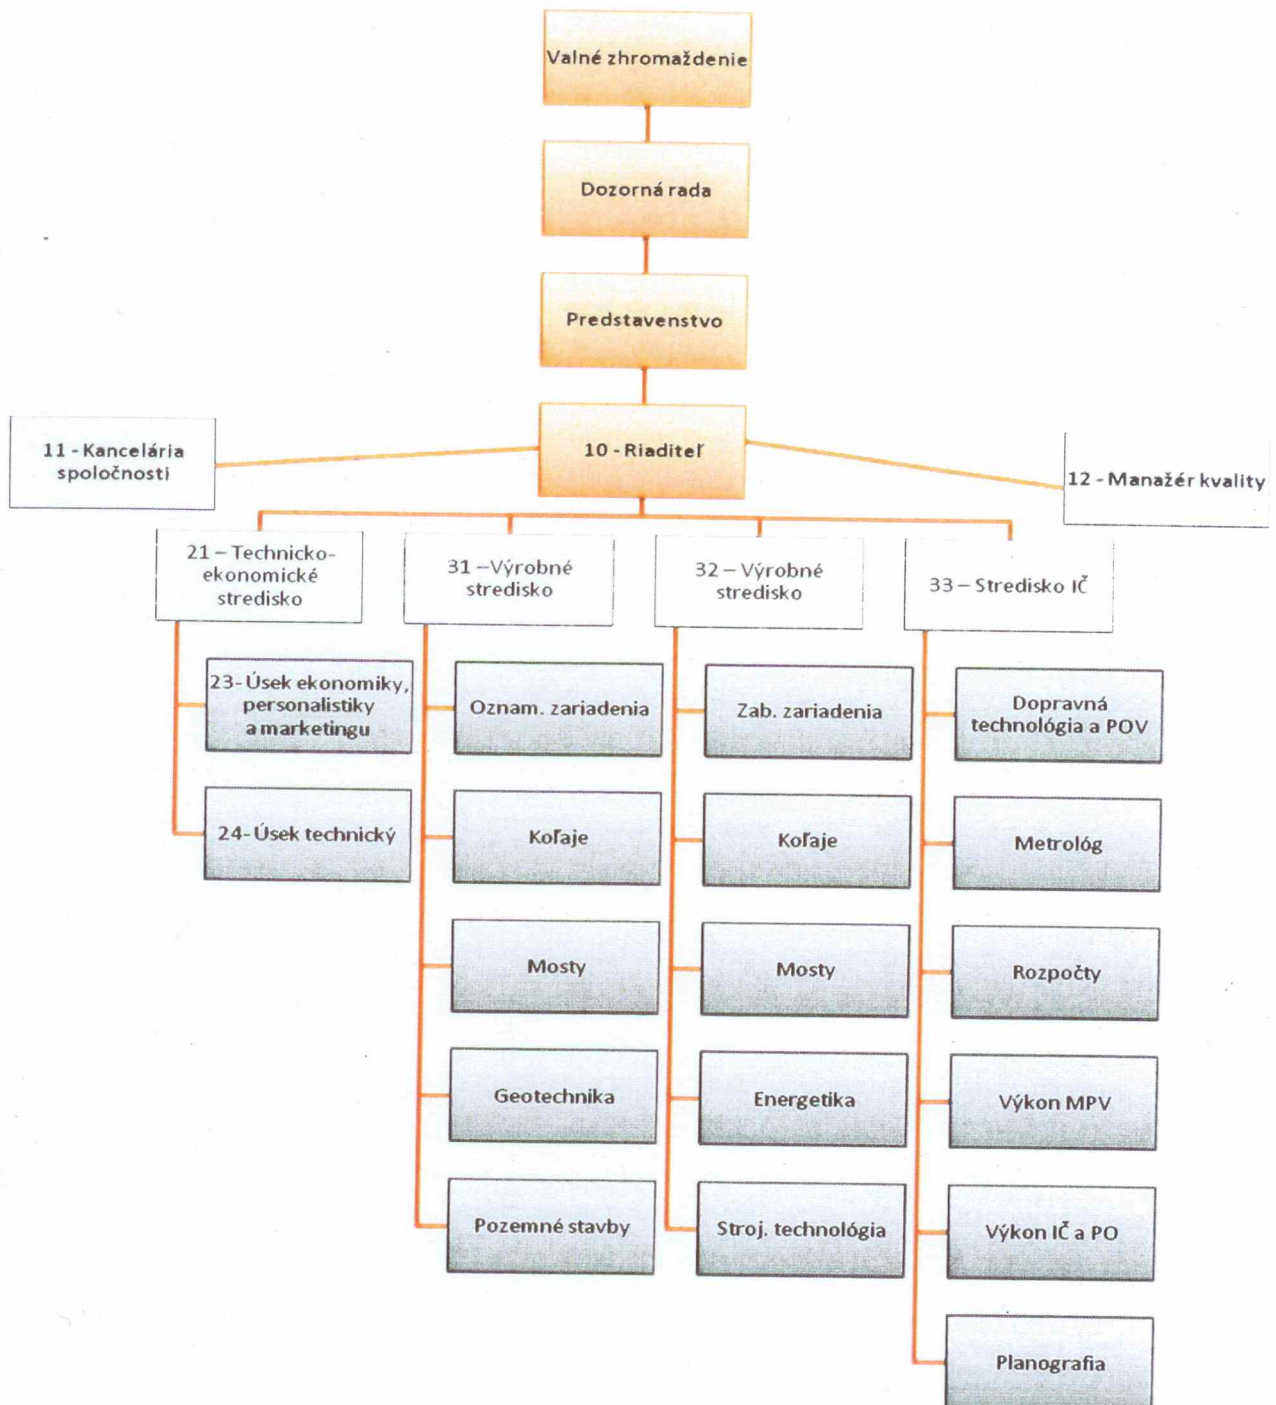 Valné zhromaždenie
Dozorná rada
Predstavenstvo
10 - Riaditeľ
11 - Kancelária
spoločnosti
12 - Manažér kvality
21 – Technicko-
ekonomické
stredisko
31 – Výrobné
stredisko
32 – Výrobné
stredisko
33 – Stredisko IČ
23- Úsek ekonomiky,
personalistiky
a marketingu
24- Úsek technický
Oznam. zariadenia
Koľaje
Mosty
Geotechnika
Pozemné stavby
Zab. zariadenia
Koľaje
Mosty
Energetika
Stroj. technológia
Dopravná
technológia a POV
Metrológ
Rozpočty
Výkon MPV
Výkon IČ a PO
Planografia